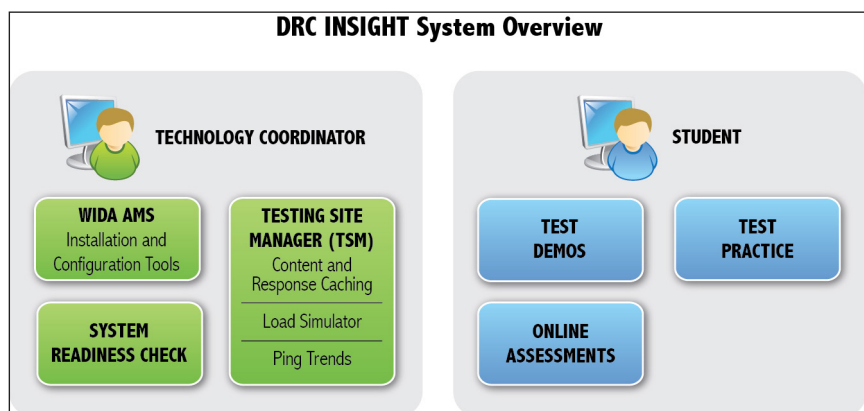 DRC INSIGHT System Overview
TECHNOLOGY COORDINATOR
WIDA AMS
Installation and
Configuration Tools
SYSTEM
READINESS CHECK
TESTING SITE
MANAGER (TSM)
Content and
Response Caching
Load Simulator
Ping Trends
STUDENT
TEST
DEMOS
TEST
PRACTICE
ONLINE
ASSESSMENTS